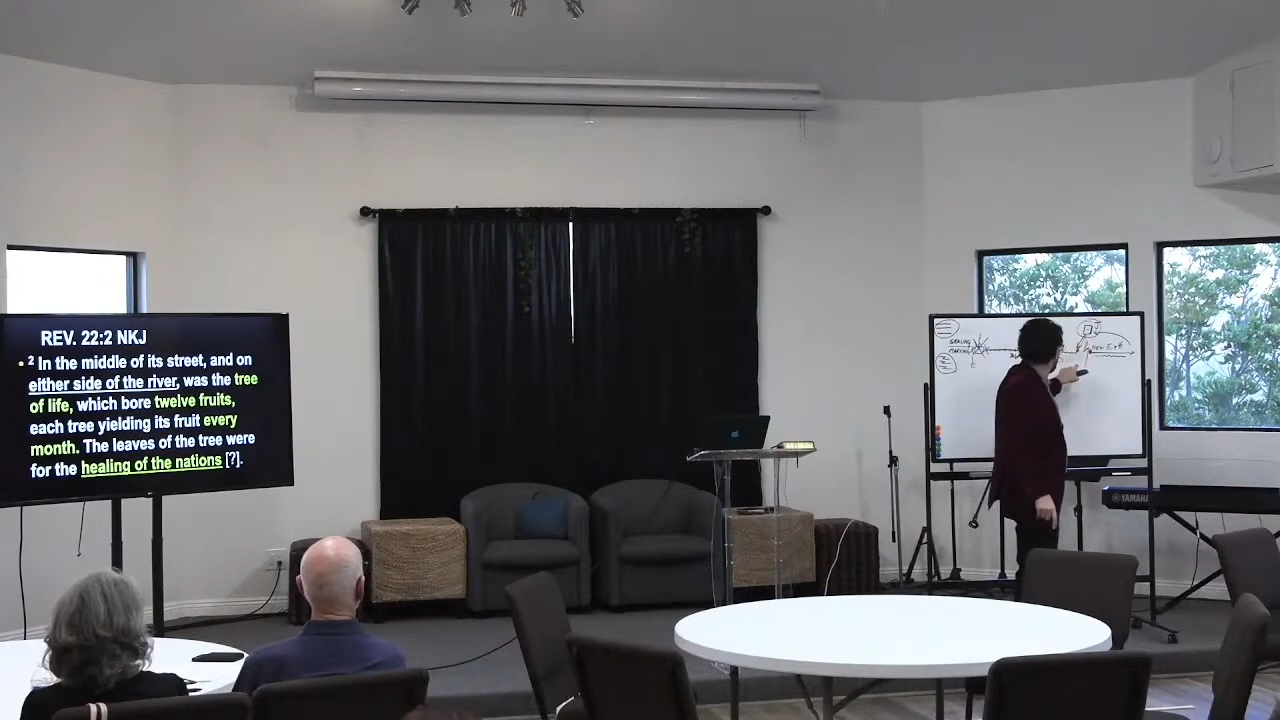 REV. 22:2 NKJ
• ² In the middle of its street, and on
either side of the river, was the tree
of life, which bore twelve fruits,
each tree yielding its fruit every
month. The leaves of the tree were
for the healing of the nations [?].
SEALING
MARKING
YAMAHA